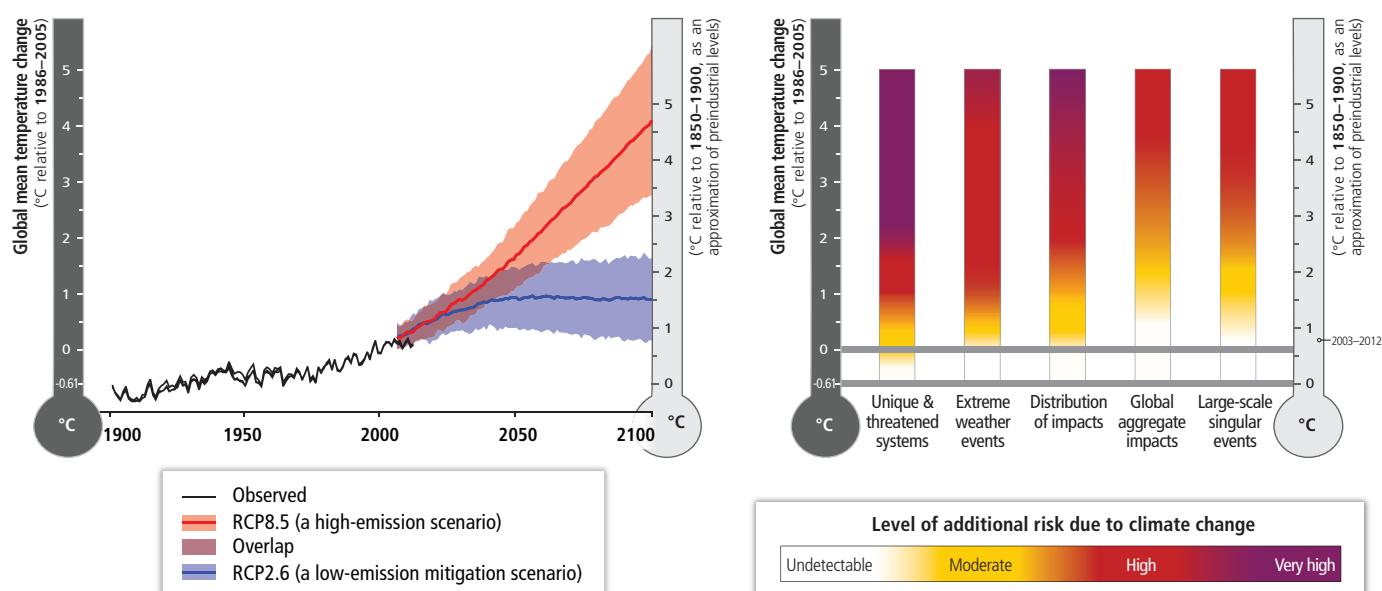 Global mean temperature change
(°C relative to 1986–2005)
5
4
3
2
1
0
-0.61
°C
5
4
3
2
1
0
°C
(°C relative to 1850–1900, as an
approximation of preindustrial levels)
1900
1950
2000
2050
2100
Observed
RCP8.5 (a high-emission scenario)
Overlap
RCP2.6 (a low-emission mitigation scenario)
Global mean temperature change
(°C relative to 1986–2005)
5
4
3
2
1
0
-0.61
°C
5
4
3
2
1
0
°C
2003–2012
(°C relative to 1850–1900, as an
approximation of preindustrial levels)
Unique &
threatened
systems
Extreme
weather
events
Distribution
of impacts
Global
aggregate
impacts
Large-scale
singular
events
Level of additional risk due to climate change
Undetectable Moderate High Very high